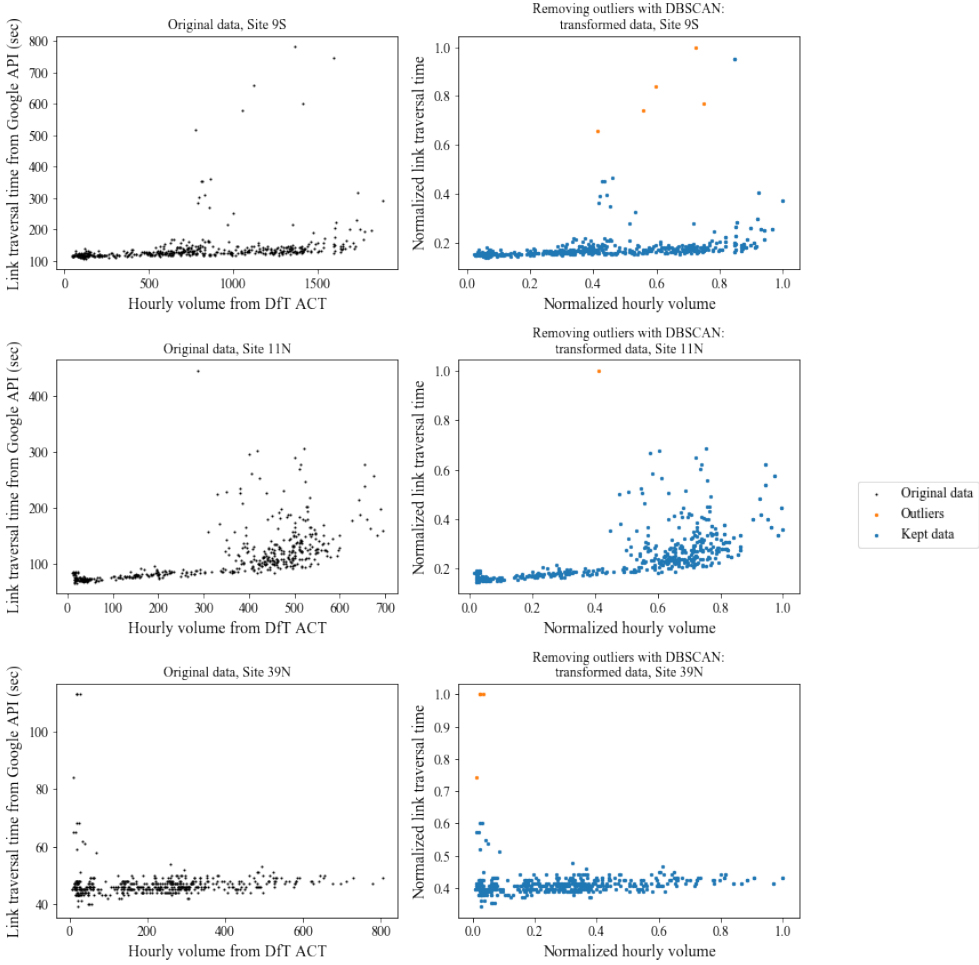 Original data, Site 9S
Link traversal time from Google API (sec)
800
700
600
500
400
300
200
100
0
500
1000
1500
Hourly volume from DfT ACT
Removing outliers with DBSCAN:
transformed data, Site 9S
Normalized link traversal time
1.0
0.8
0.6
0.4
0.2
0.0
0.2
0.4
0.6
0.8
1.0
Normalized hourly volume
Original data, Site 11N
Link traversal time from Google API (sec)
400
300
200
100
0
100
200
300
400
500
600
700
Hourly volume from DfT ACT
Removing outliers with DBSCAN:
transformed data, Site 11N
Normalized link traversal time
1.0
0.8
0.6
0.4
0.2
0.0
0.2
0.4
0.6
0.8
1.0
Normalized hourly volume
Original data
Outliers
Kept data
Original data, Site 39N
Link traversal time from Google API (sec)
100
80
60
40
0
200
400
600
800
Hourly volume from DfT ACT
Removing outliers with DBSCAN:
transformed data, Site 39N
Normalized link traversal time
1.0
0.9
0.8
0.7
0.6
0.5
0.4
0.0
0.2
0.4
0.6
0.8
1.0
Normalized hourly volume